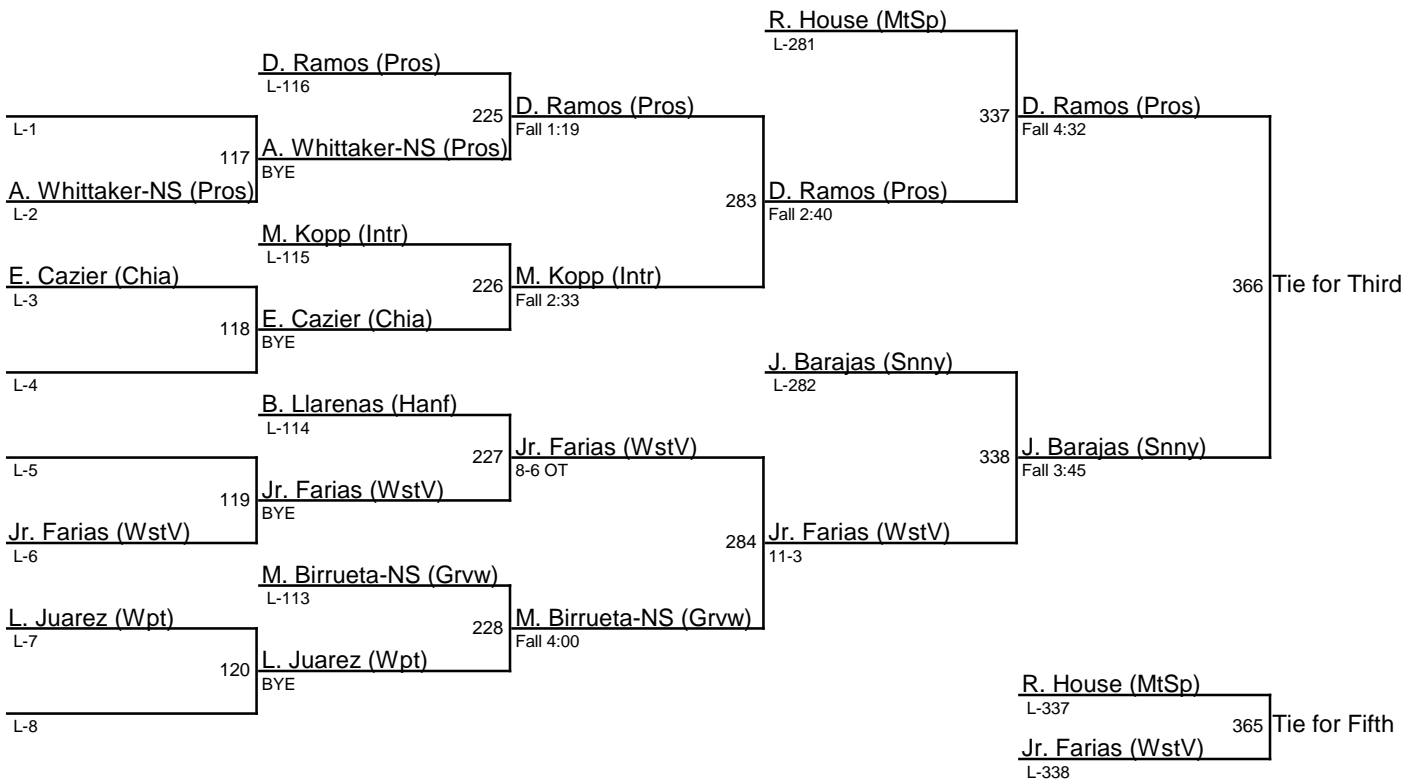 R. House (MtSp)
L-281
D. Ramos (Pros)
L-116
225 D. Ramos (Pros)
Fall 1:19
337 D. Ramos (Pros)
Fall 4:32
L-1
117 A. Whittaker-NS (Pros)
BYE
A. Whittaker-NS (Pros)
L-2
283 D. Ramos (Pros)
Fall 2:40
M. Kopp (Intr)
L-115
E. Cazier (Chia)
L-3
226 M. Kopp (Intr)
Fall 2:33
366 Tie for Third
118 E. Cazier (Chia)
BYE
L-4
J. Barajas (Snny)
L-282
B. Llarenas (Hanf)
L-114
L-5
227 Jr. Farias (WstV)
8-6 OT
338 J. Barajas (Snny)
Fall 3:45
119 Jr. Farias (WstV)
BYE
Jr. Farias (WstV)
L-6
284 Jr. Farias (WstV)
11-3
M. Birrueta-NS (Grvw)
L-113
L. Juarez (Wpt)
L-7
228 M. Birrueta-NS (Grvw)
Fall 4:00
120 L. Juarez (Wpt)
BYE
L-8
R. House (MtSp)
L-337
365 Tie for Fifth
Jr. Farias (WstV)
L-338